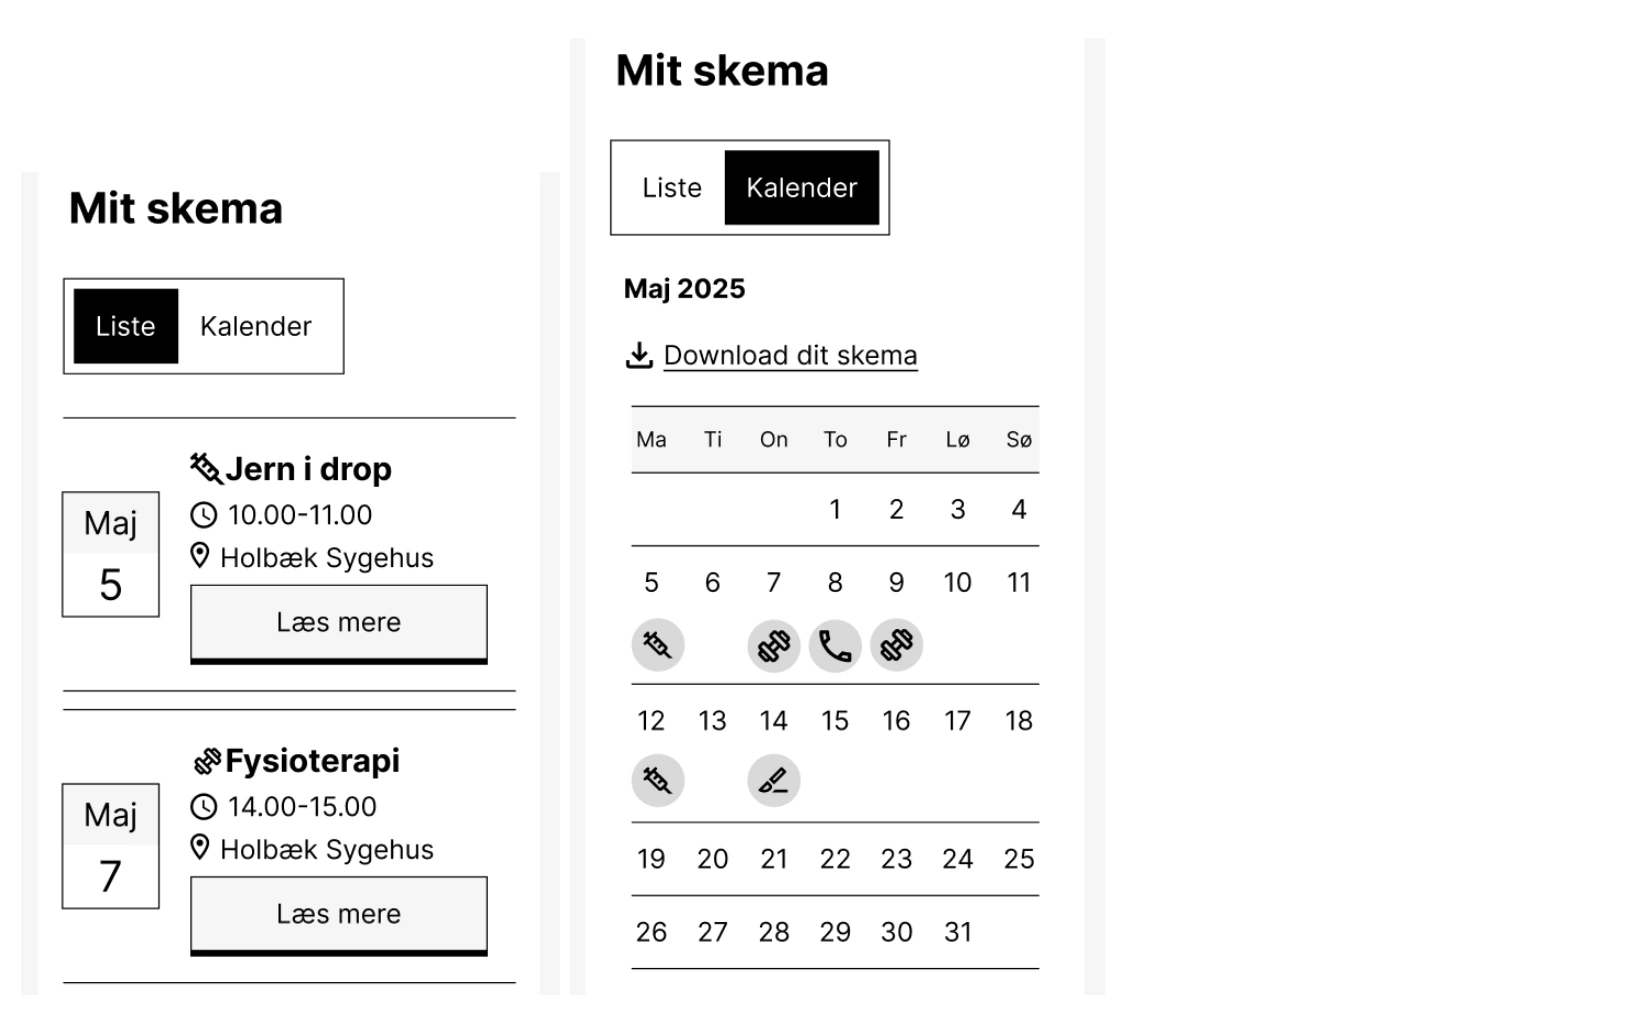 Mit skema
Liste Kalender
Maj
5
Jern i drop
10.00-11.00
Holbæk Sygehus
Læs mere
Maj
7
Fysioterapi
14.00-15.00
Holbæk Sygehus
Læs mere
Mit skema
Liste Kalender
Maj 2025
Download dit skema
Ma Ti On To Fr Lø Sø
1 2 3 4
5 6 7 8 9 10 11
12 13 14 15 16 17 18
19 20 21 22 23 24 25
26 27 28 29 30 31